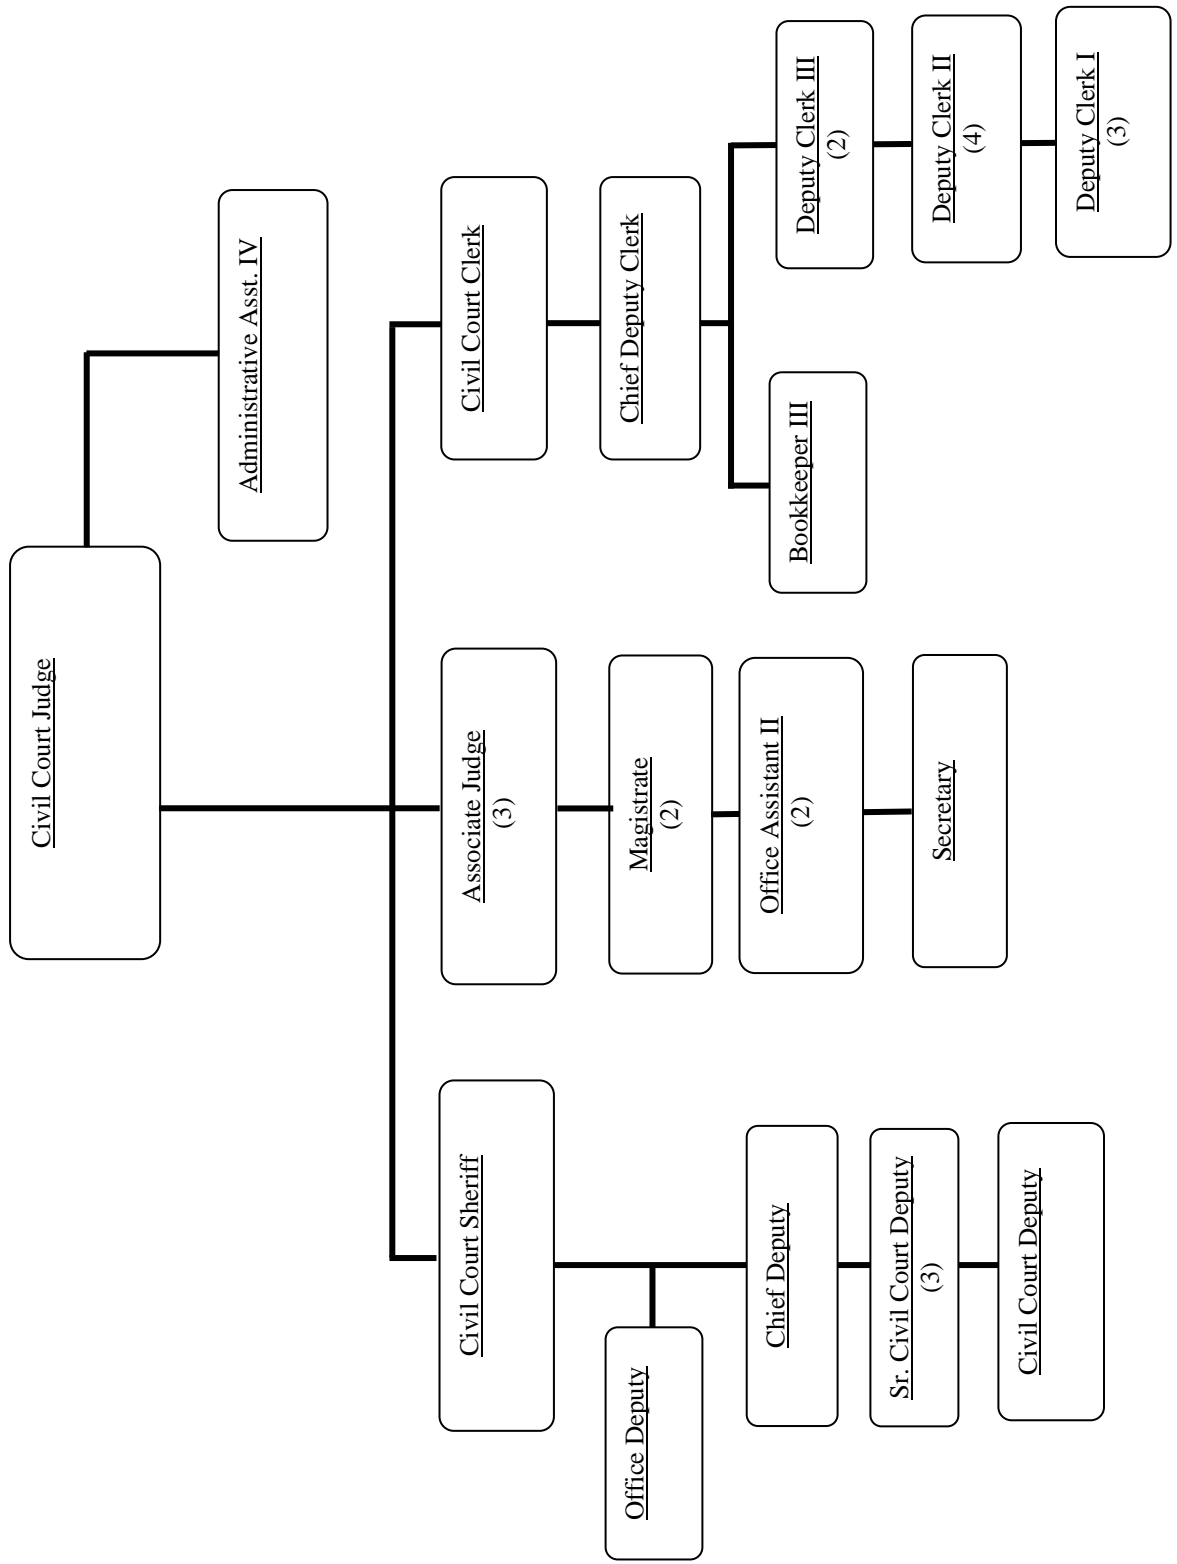 Civil Court Judge
Administrative Asst. IV
Civil Court Sheriff
Associate Judge
(3)
Civil Court Clerk
Office Deputy
Magistrate
(2)
Chief Deputy Clerk
Chief Deputy
Office Assistant II
(2)
Bookkeeper III
Deputy Clerk III
(2)
Sr. Civil Court Deputy
(3)
Secretary
Deputy Clerk II
(4)
Civil Court Deputy
Deputy Clerk I
(3)